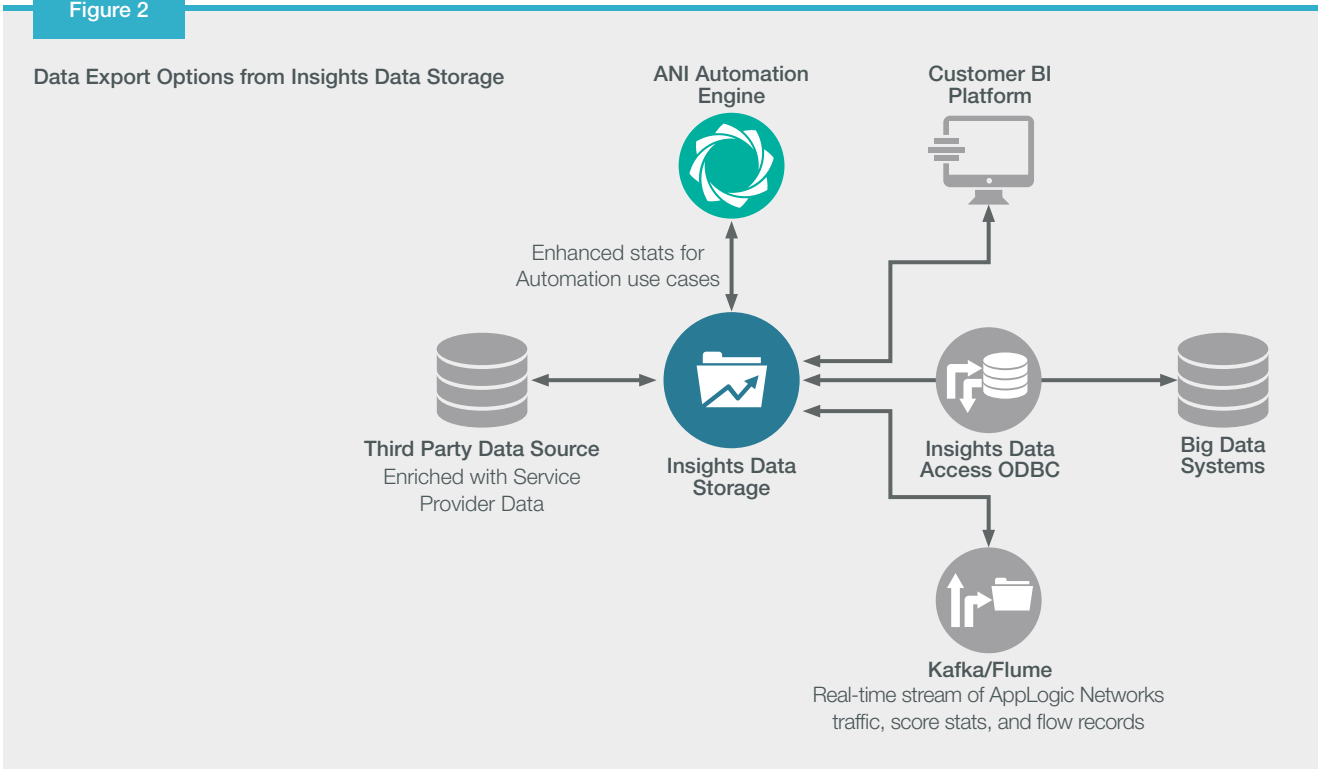 Figure 2
Data Export Options from Insights Data Storage
ANI Automation
Engine
Customer BI
Platform
Enhanced stats for
Automation use cases
Third Party Data Source
Enriched with Service
Provider Data
Insights Data
Storage
Insights Data
Access ODBC
Big Data
Systems
Kafka/Flume
Real-time stream of AppLogic Networks
traffic, score stats, and flow records